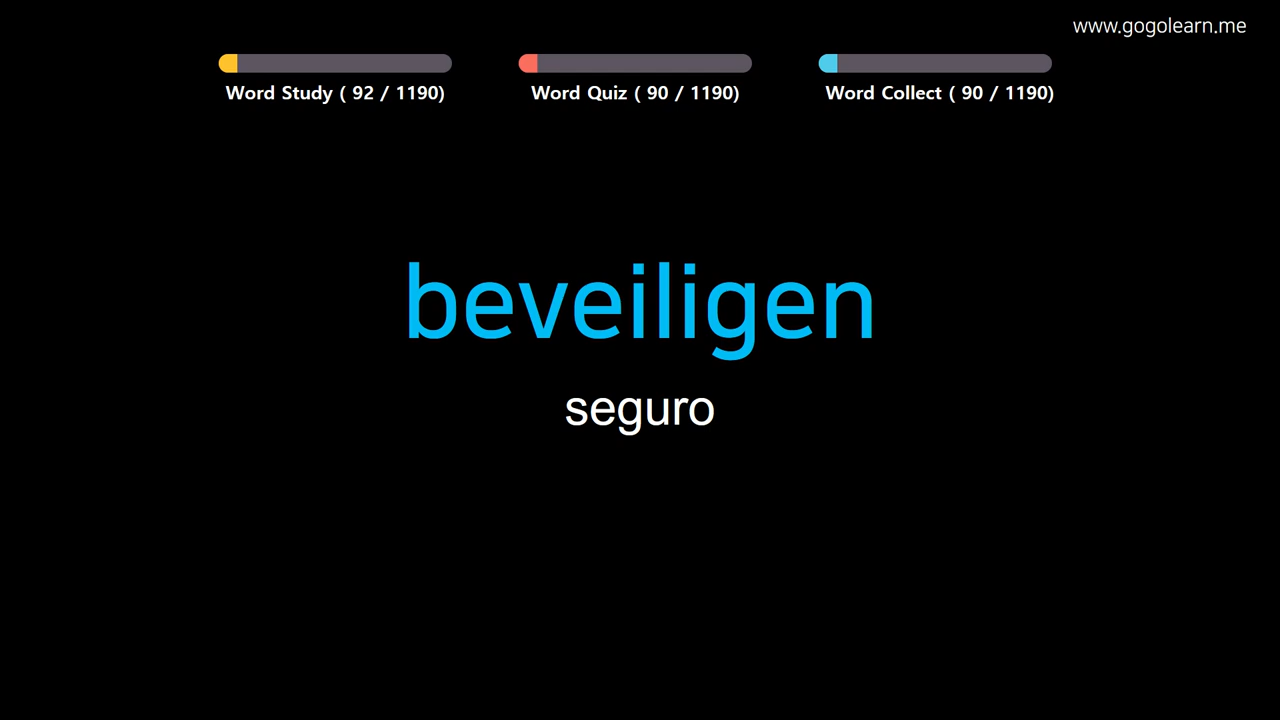 www.gogolearn.me
Word Study ( 92 / 1190)
Word Quiz ( 90 / 1190)
Word Collect ( 90 / 1190)
beveiligen
seguro